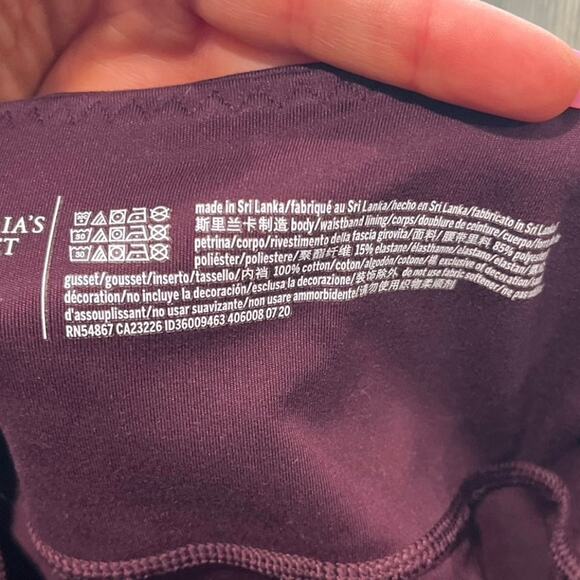 IA'S
ET
made in Sri Lanka/fabriqué au Sri Lanka/hecho en Sri Lanka/fabbricato in Sri Lanka/
斯里兰卡制造 body/waistband lining/corps/doublure de ceinture/cuerpo/
petrina/corpo/rivestimento della fascia girovita/面料/腰带里料 85% polyester/
poliéster/poliestere/聚酯纤维 15% elastane/élasthanne/elastano/elastan/
gusset/gousset/inserto/tassello/内裆 100% cotton/coton/algodón/cotone/棉 exclusive of decoration/
décoration/no incluye la decoración/esclusa la decorazione/装饰除外 do not use fabric softener/ne pas
d'assouplissant/no usar suavizante/non usare ammorbidente/请勿使用织物柔顺剂
RN54867 CA23226 ID36009463 406008 07 20